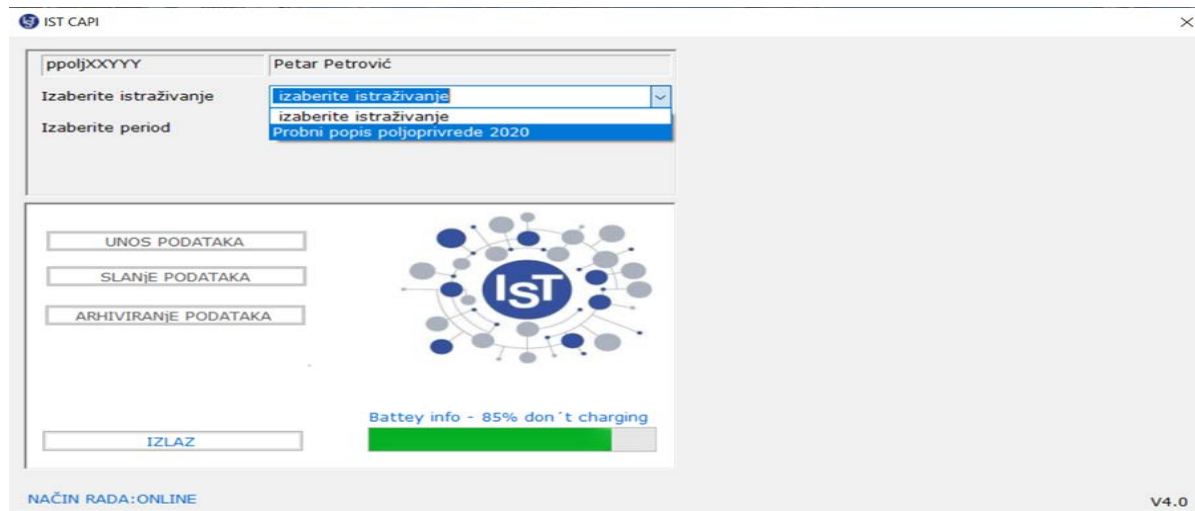 IST CAPI
ppoljXXYYY Petar Petrović
Izaberite istraživanje izaberite istraživanje
izaberite istraživanje
Izaberite period Probni popis poljoprivrede 2020
UNOS PODATAKA
SLANjE PODATAKA
ARHIVIRANjE PODATAKA
IST
Battey info - 85% don´t charging
IZLAZ
NAČIN RADA:ONLINE V4.0